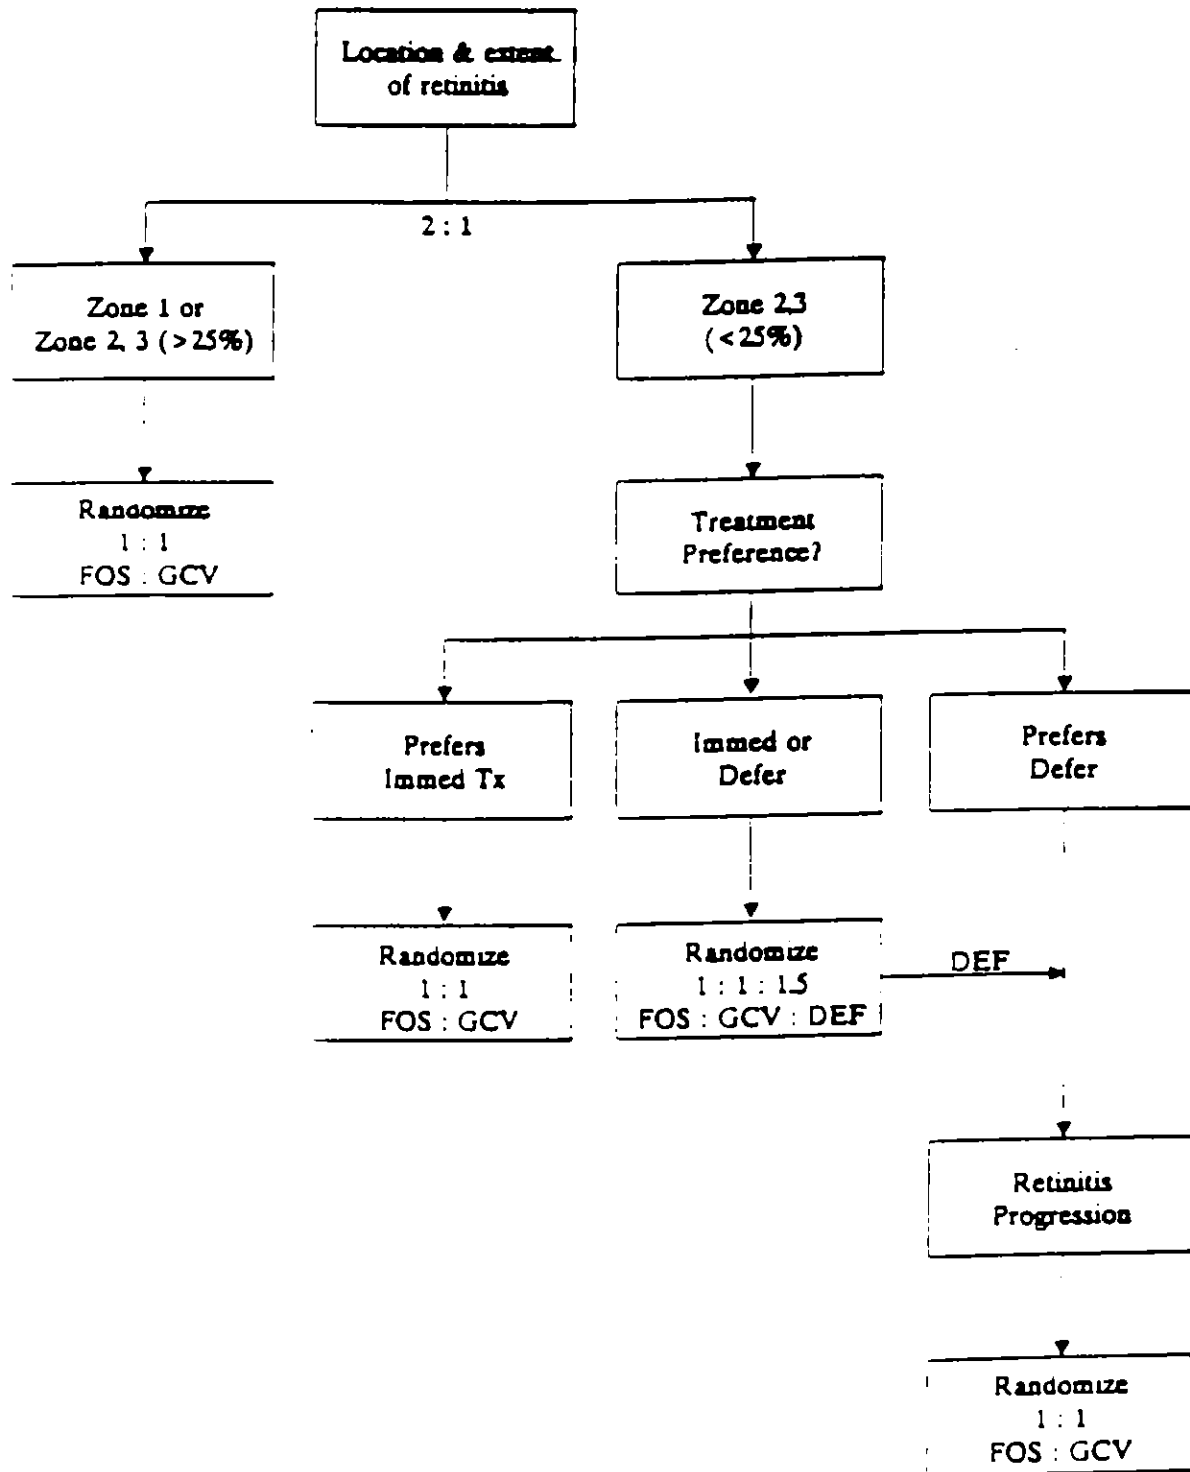 Location & extent
of retinitis
2 : 1
Zone 1 or
Zone 2, 3 (>25%)
Zone 2,3
(<25%)
Randomize
1 : 1
FOS : GCV
Treatment
Preference?
Prefers
Immed Tx
Immed or
Defer
Prefers
Defer
Randomize
1 : 1
FOS : GCV
Randomize
1 : 1 : 1.5
FOS : GCV : DEF
DEF
Retinitis
Progression
Randomize
1 : 1
FOS : GCV